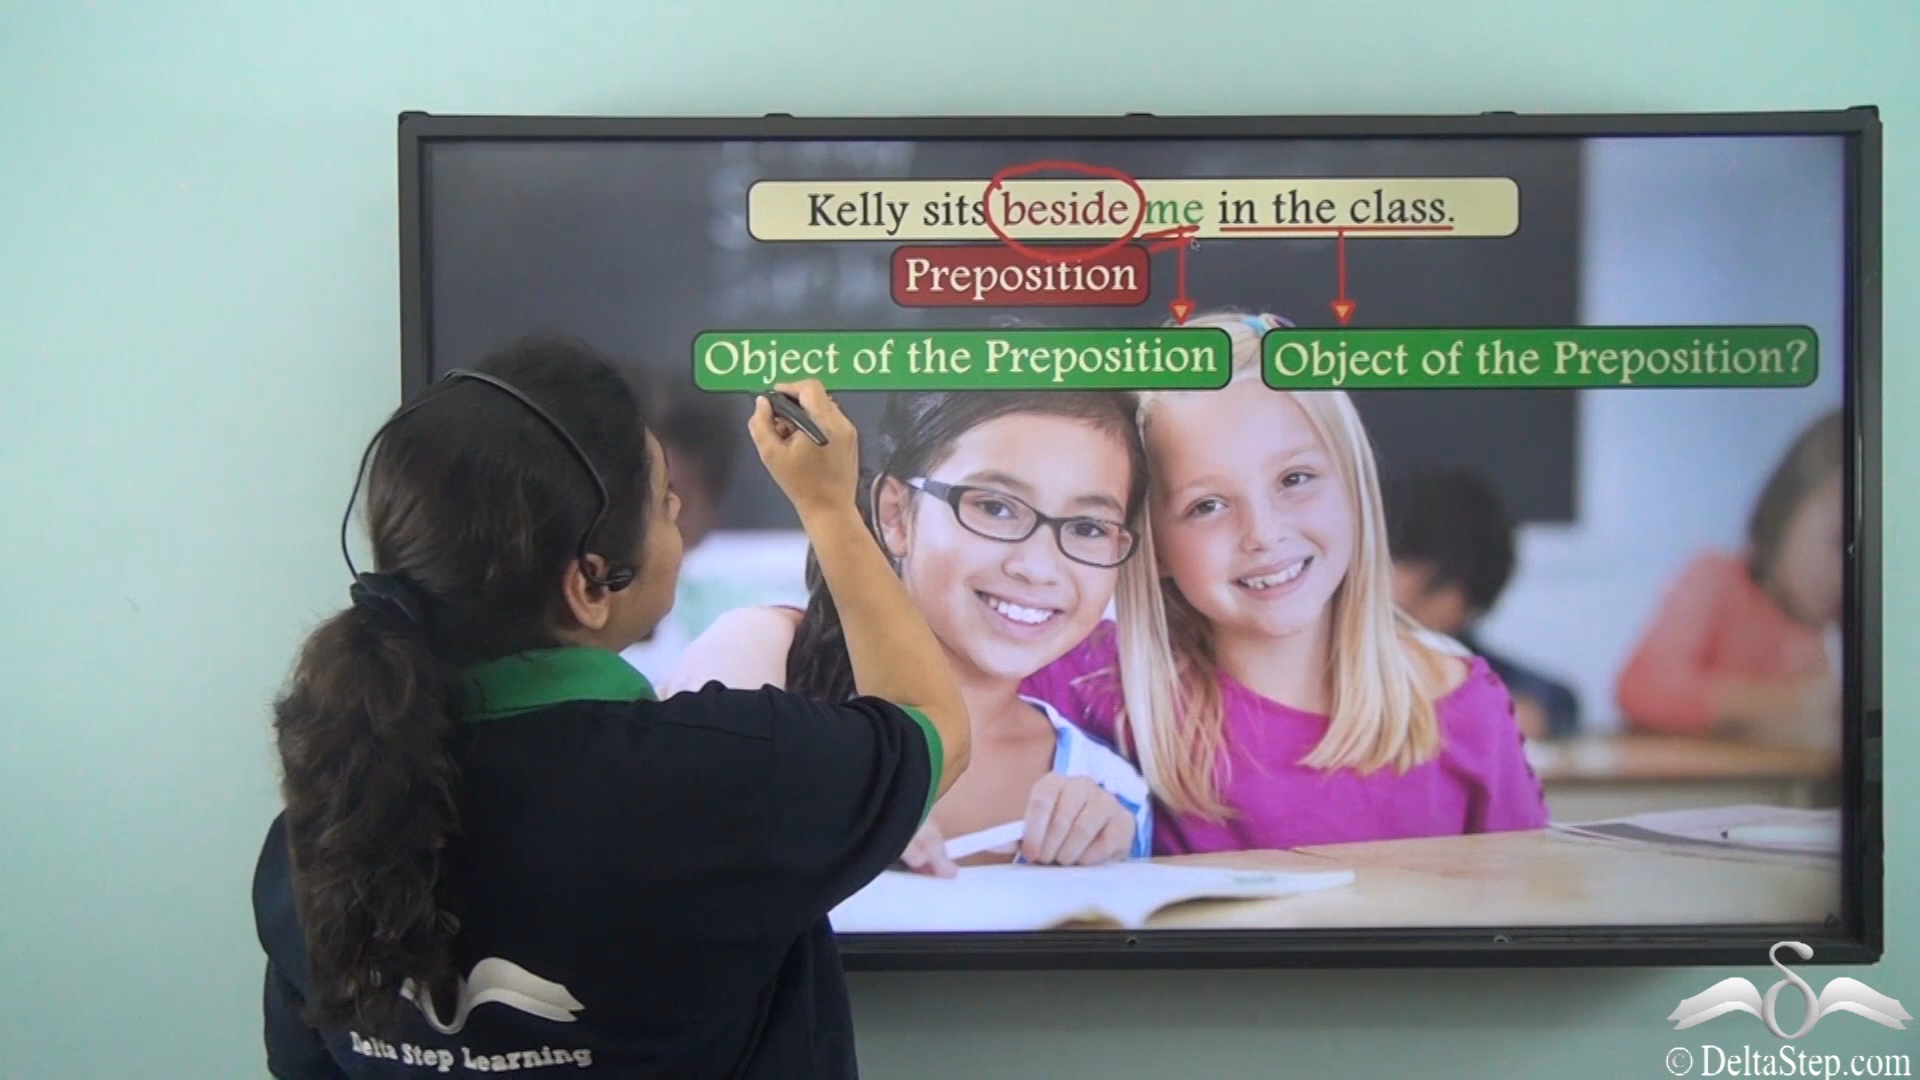 Kelly sits beside me in the class.
Preposition
Object of the Preposition
Object of the Preposition?
Delta Step Learning
© DeltaStep.com